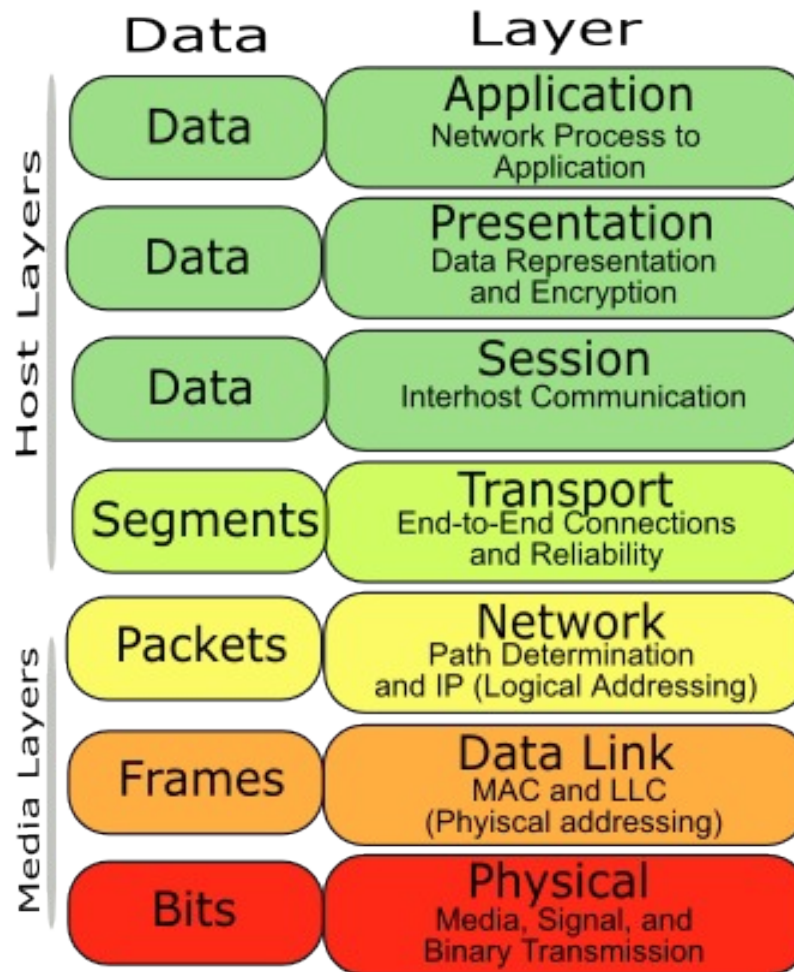 Data Layer
Host Layers
Data
Application
Network Process to
Application
Data
Presentation
Data Representation
and Encryption
Data
Session
Interhost Communication
Segments
Transport
End-to-End Connections
and Reliability
Media Layers
Packets
Network
Path Determination
and IP (Logical Addressing)
Frames
Data Link
MAC and LLC
(Phyiscal addressing)
Bits
Physical
Media, Signal, and
Binary Transmission